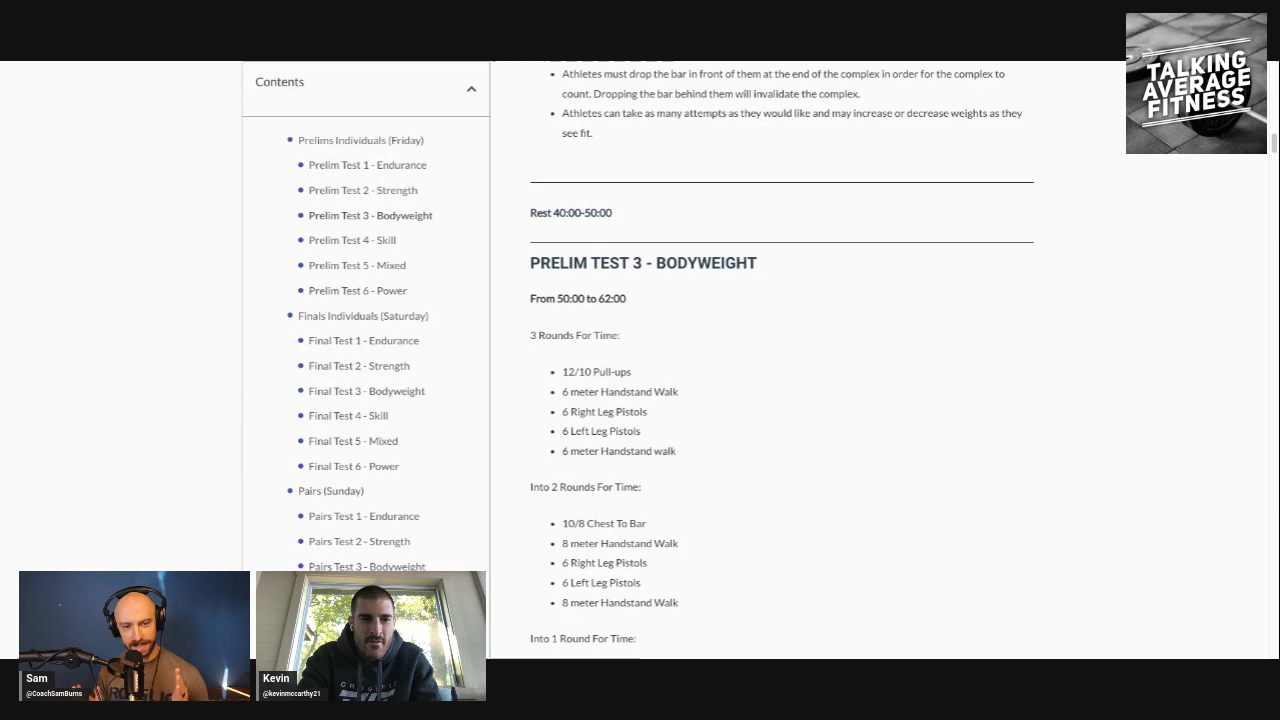 Contents
Prelims Individuals (Friday)
Prelim Test 1 - Endurance
Prelim Test 2 - Strength
Prelim Test 3 - Bodyweight
Prelim Test 4 - Skill
Prelim Test 5 - Mixed
Prelim Test 6 - Power
Finals Individuals (Saturday)
Final Test 1 - Endurance
Final Test 2 - Strength
Final Test 3 - Bodyweight
Final Test 4 - Skill
Final Test 5 - Mixed
Final Test 6 - Power
Pairs (Sunday)
Pairs Test 1 - Endurance
Pairs Test 2 - Strength
Pairs Test 3 - Bodyweight
Athletes must drop the bar in front of them at the end of the complex in order for the complex to
count. Dropping the bar behind them will invalidate the complex.
Athletes can take as many attempts as they would like and may increase or decrease weights as they
see fit.
Rest 40:00-50:00
PRELIM TEST 3 - BODYWEIGHT
From 50:00 to 62:00
3 Rounds For Time:
12/10 Pull-ups
6 meter Handstand Walk
6 Right Leg Pistols
6 Left Leg Pistols
6 meter Handstand walk
Into 2 Rounds For Time:
10/8 Chest To Bar
8 meter Handstand Walk
6 Right Leg Pistols
6 Left Leg Pistols
8 meter Handstand Walk
Into 1 Round For Time:
TALKING
AVERAGE
FITNESS
Sam
@CoachSamBurns
Kevin
@kevinmccarthy21